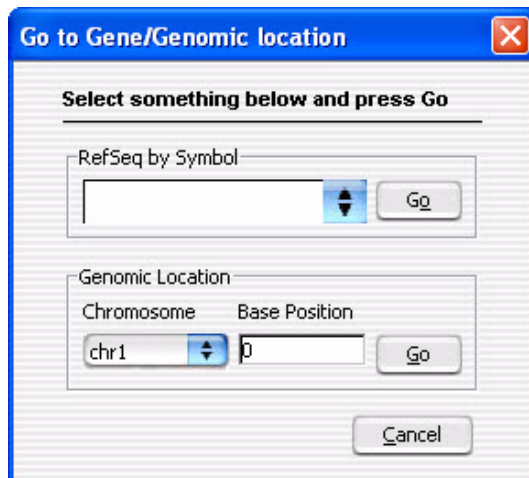 Go to Gene/Genomic location
Select something below and press Go
RefSeq by Symbol
Go
Genomic Location
Chromosome Base Position
chr1 0 Go
Cancel